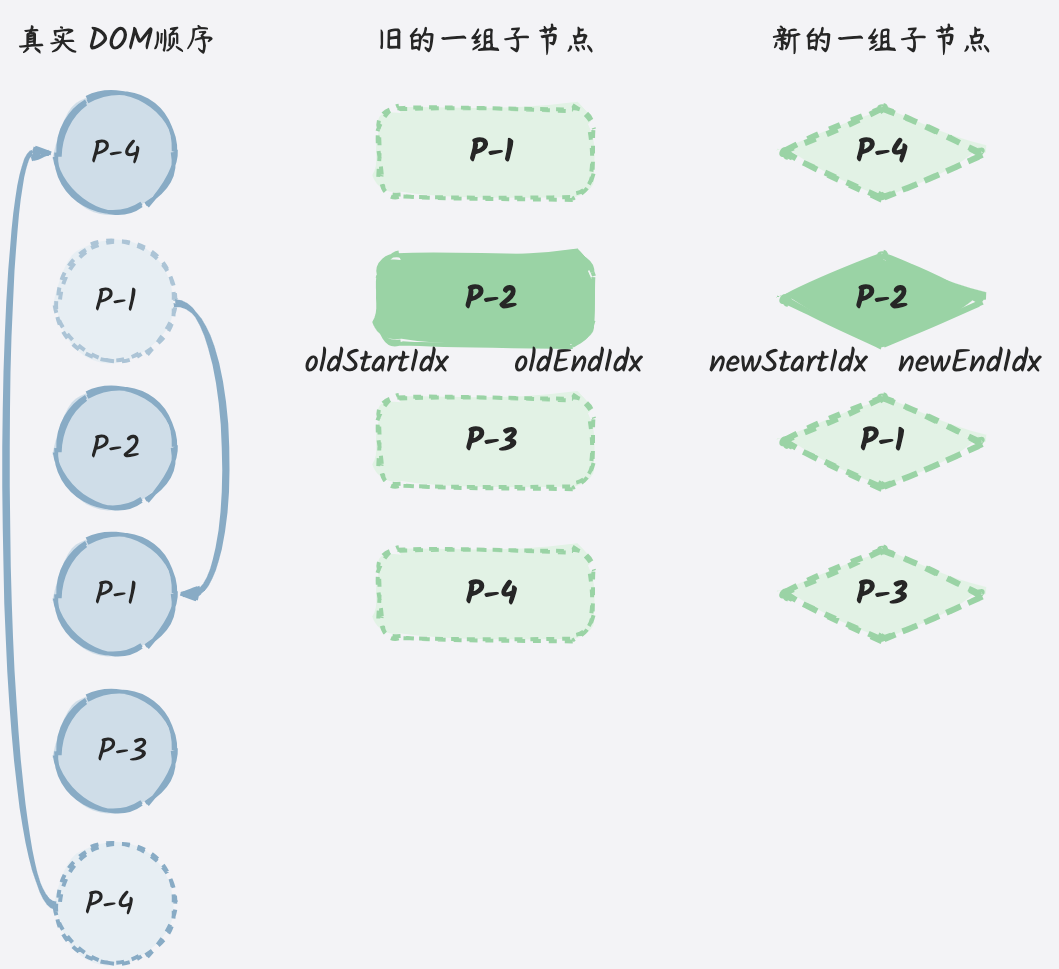 真实 DOM顺序
旧的一组子节点
新的一组子节点
P-4
P-1
P-4
P-1
P-2
P-2
oldStartIdx
oldEndIdx
newStartIdx
newEndIdx
P-2
P-3
P-1
P-1
P-4
P-3
P-3
P-4